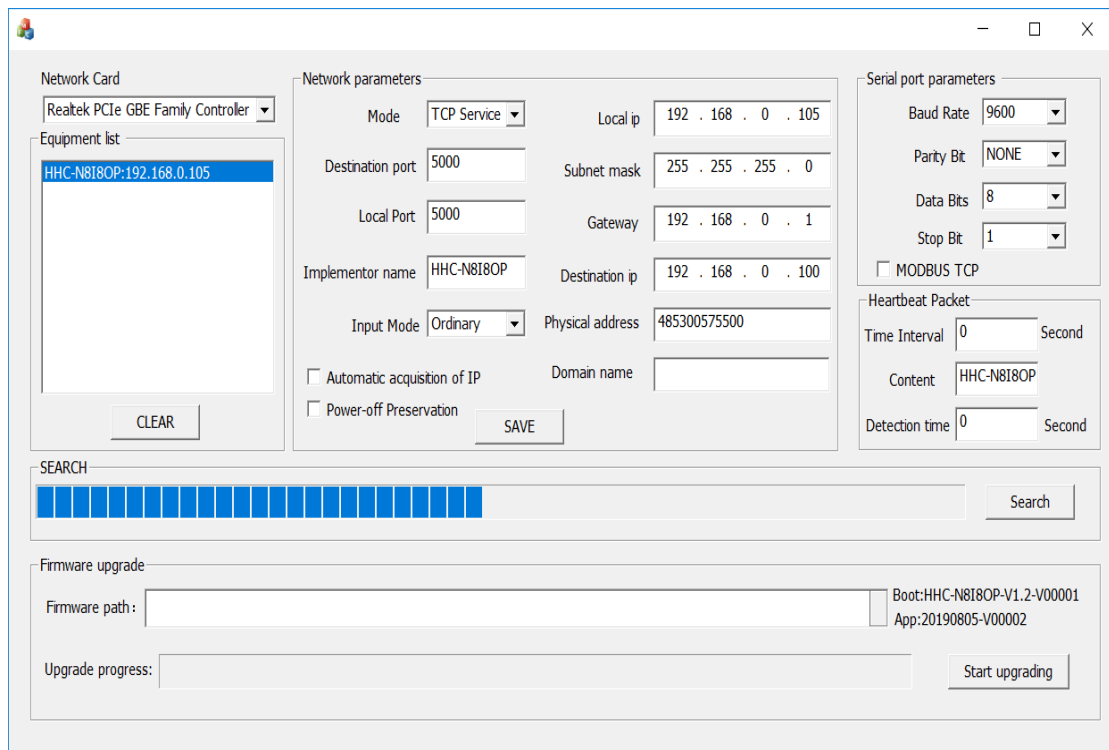 Network Card
Realtek PCIe GBE Family Controller
Equipment list
HHC-N8I8OP:192.168.0.105
CLEAR
Network parameters
Mode TCP Service
Destination port 5000
Local Port 5000
Implementor name HHC-N8I8OP
Input Mode Ordinary
Automatic acquisition of IP
Power-off Preservation
Local ip 192 . 168 . 0 . 105
Subnet mask 255 . 255 . 255 . 0
Gateway 192 . 168 . 0 . 1
Destination ip 192 . 168 . 0 . 100
Physical address 485300575500
Domain name
SAVE
Serial port parameters
Baud Rate 9600
Parity Bit NONE
Data Bits 8
Stop Bit 1
MODBUS TCP
Heartbeat Packet
Time Interval 0 Second
Content HHC-N8I8OP
Detection time 0 Second
SEARCH
Search
Firmware upgrade
Firmware path:
Boot:HHC-N8I8OP-V1.2-V00001
App:20190805-V00002
Upgrade progress:
Start upgrading